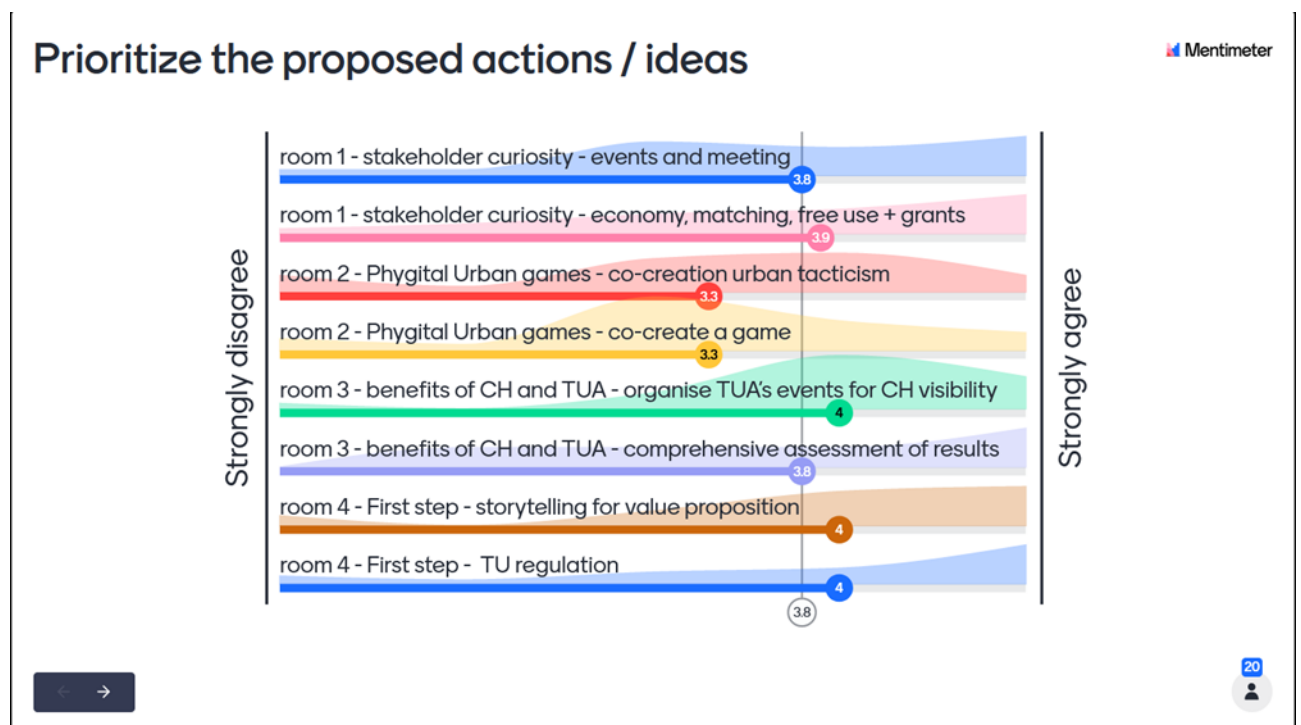 Prioritize the proposed actions / ideas
Mentimeter
Strongly disagree
room 1 - stakeholder curiosity - events and meeting
3.8
room 1 - stakeholder curiosity - economy, matching, free use + grants
3.9
room 2 - Phygital Urban games - co-creation urban tacticism
3.3
room 2 - Phygital Urban games - co-create a game
3.3
room 3 - benefits of CH and TUA - organise TUA's events for CH visibility
4
room 3 - benefits of CH and TUA - comprehensive assessment of results
3.8
room 4 - First step - storytelling for value proposition
4
room 4 - First step - TU regulation
4
3.8
Strongly agree
20